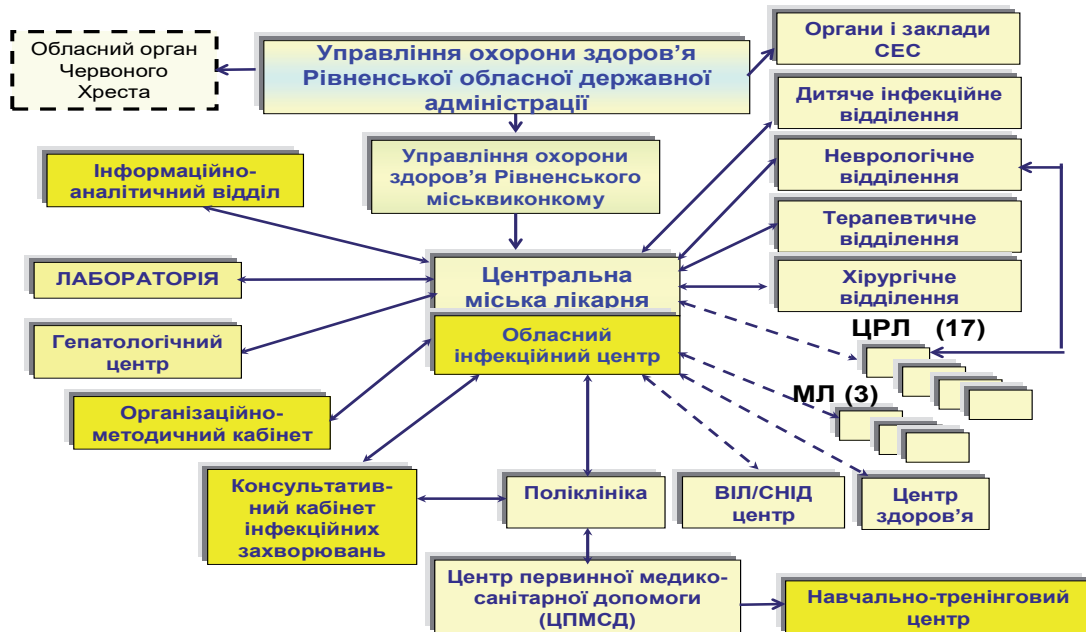 Обласний орган
Червоного
Хреста
Управління охорони здоров’я
Рівненської обласної державної
адміністрації
Органи і заклади
СЕС
Дитяче інфекційне
відділення
Інформаційно-
аналітичний відділ
Управління охорони
здоров’я Рівненського
міськвиконкому
Неврологічне
відділення
Терапевтичне
відділення
ЛАБОРАТОРІЯ
Центральна
міська лікарня
Хірургічне
відділення
Гепатологічний
центр
Обласний
інфекційний центр
ЦРЛ (17)
МЛ (3)
Організаційно-
методичний кабінет
Консультатив-
ний кабінет
інфекційних
захворювань
Поліклініка
ВІЛ/СНІД
центр
Центр
здоров’я
Центр первинної медико-
санітарної допомоги
(ЦПМСД)
Навчально-тренінговий
центр